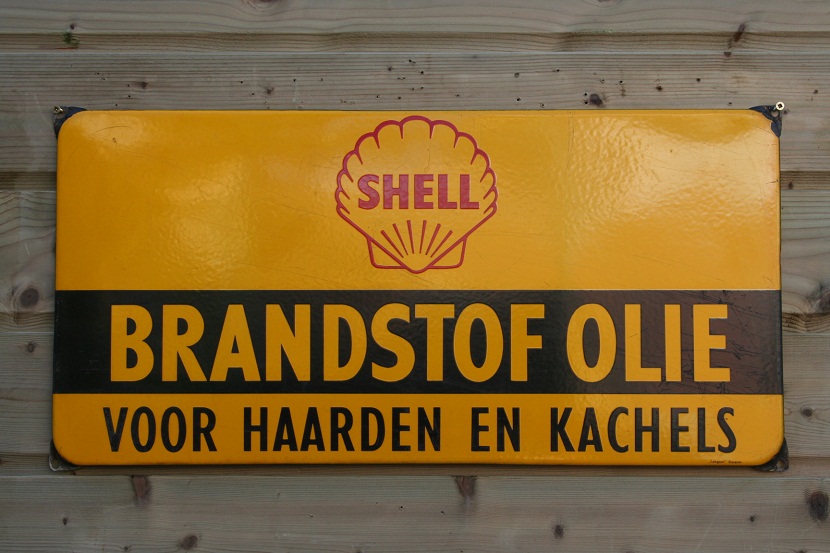 SHELL
BRANDSTOF OLIE
VOOR HAARDEN EN KACHELS